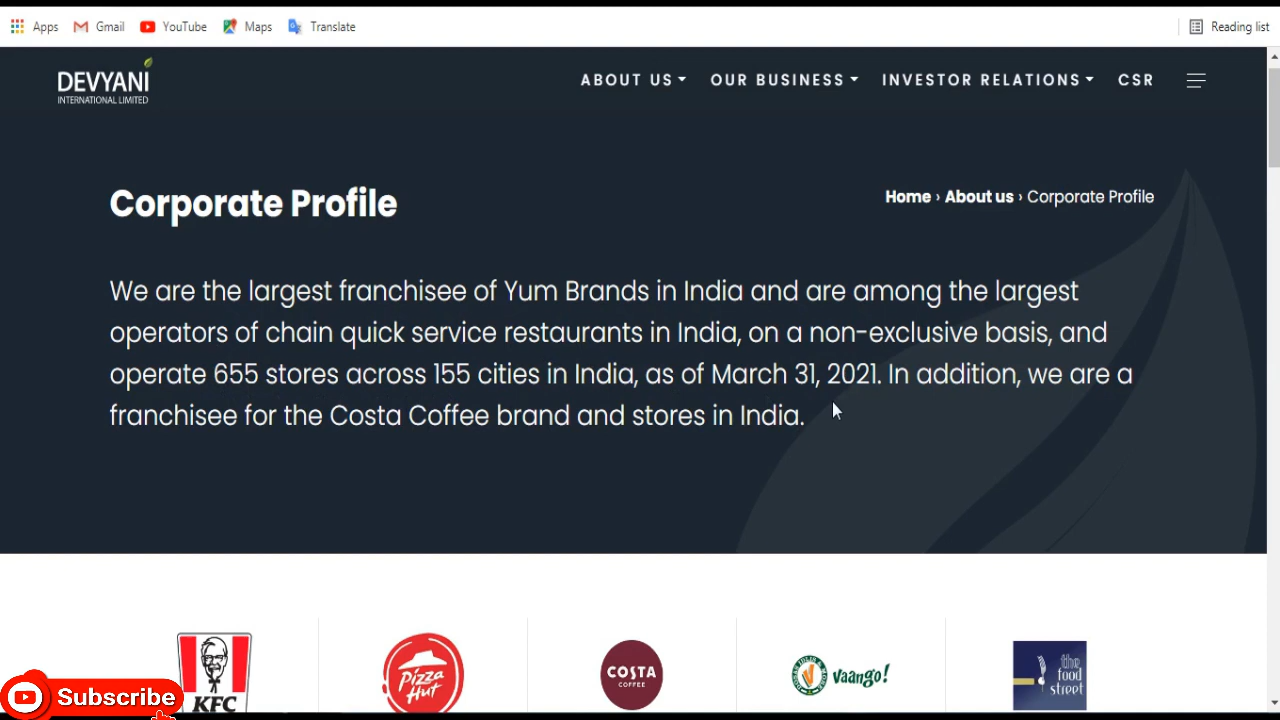 Apps Gmail YouTube Maps Translate Reading list
DEVYANI
INTERNATIONAL LIMITED
ABOUT US OUR BUSINESS INVESTOR RELATIONS CSR
Corporate Profile
Home › About us › Corporate Profile
We are the largest franchisee of Yum Brands in India and are among the largest
operators of chain quick service restaurants in India, on a non-exclusive basis, and
operate 655 stores across 155 cities in India, as of March 31, 2021. In addition, we are a
franchisee for the Costa Coffee brand and stores in India.
KFC
Pizza
Hut
COSTA
COFFEE
Vaango!
the
food
street
Subscribe